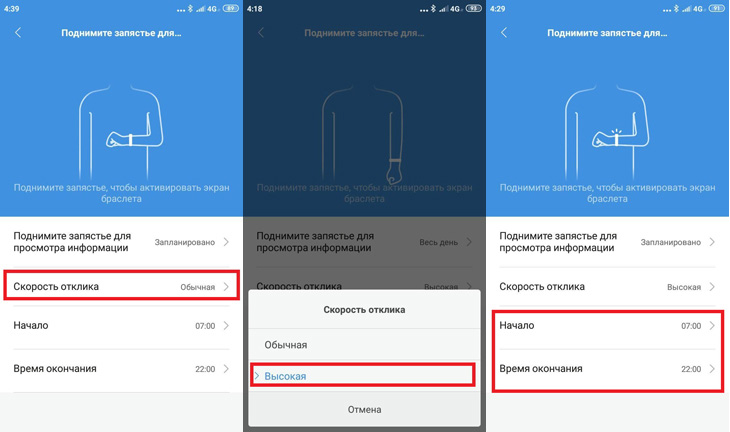 4:39
4G
89
Поднимите запястье для...
Поднимите запястье, чтобы активировать экран
браслета
Поднимите запястье для
просмотра информации
Запланировано
Скорость отклика
Обычная
Начало
07:00
Время окончания
22:00
4:18
4G
93
Поднимите запястье для...
Поднимите запястье, чтобы активировать экран
браслета
Поднимите запястье для
просмотра информации
Весь день
Скорость отклика
Высокая
Скорость отклика
Обычная
Высокая
Отмена
4:29
4G
91
Поднимите запястье для...
Поднимите запястье, чтобы активировать экран
браслета
Поднимите запястье для
просмотра информации
Запланировано
Скорость отклика
Высокая
Начало
07:00
Время окончания
22:00